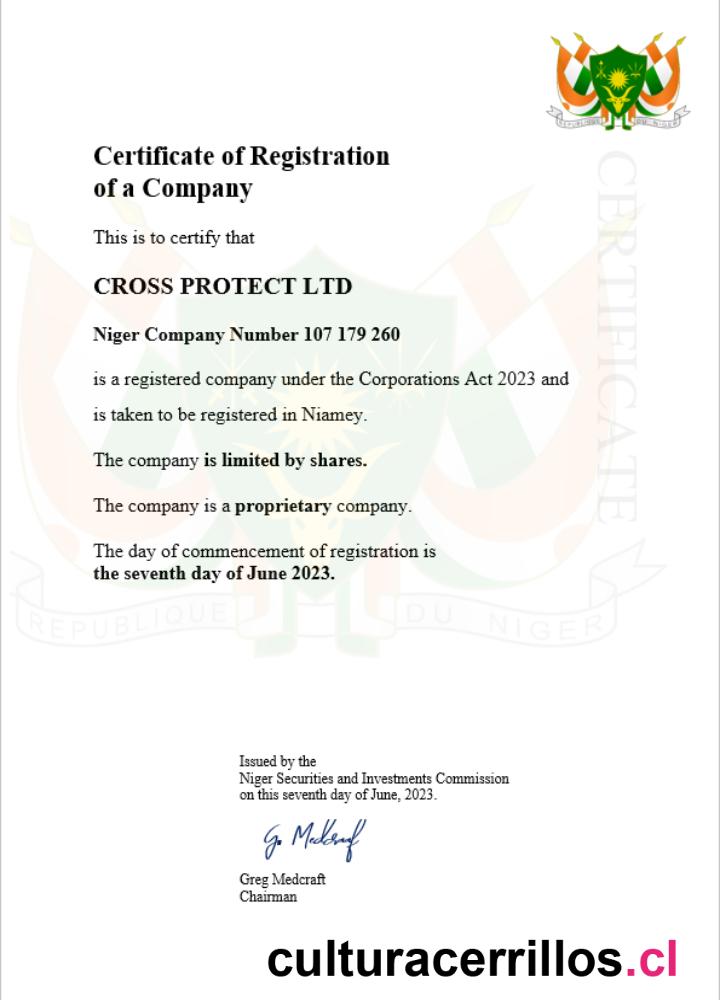 REPUBLIQUE DU NIGER
Certificate of Registration
of a Company
This is to certify that
CROSS PROTECT LTD
Niger Company Number 107 179 260
is a registered company under the Corporations Act 2023 and
is taken to be registered in Niamey.
The company is limited by shares.
The company is a proprietary company.
The day of commencement of registration is
the seventh day of June 2023.
CERTIFICATE
REPUBLIQUE DU NIGER
Issued by the
Niger Securities and Investments Commission
on this seventh day of June, 2023.
G. Medcraft
Greg Medcraft
Chairman
culturacerrillos.cl